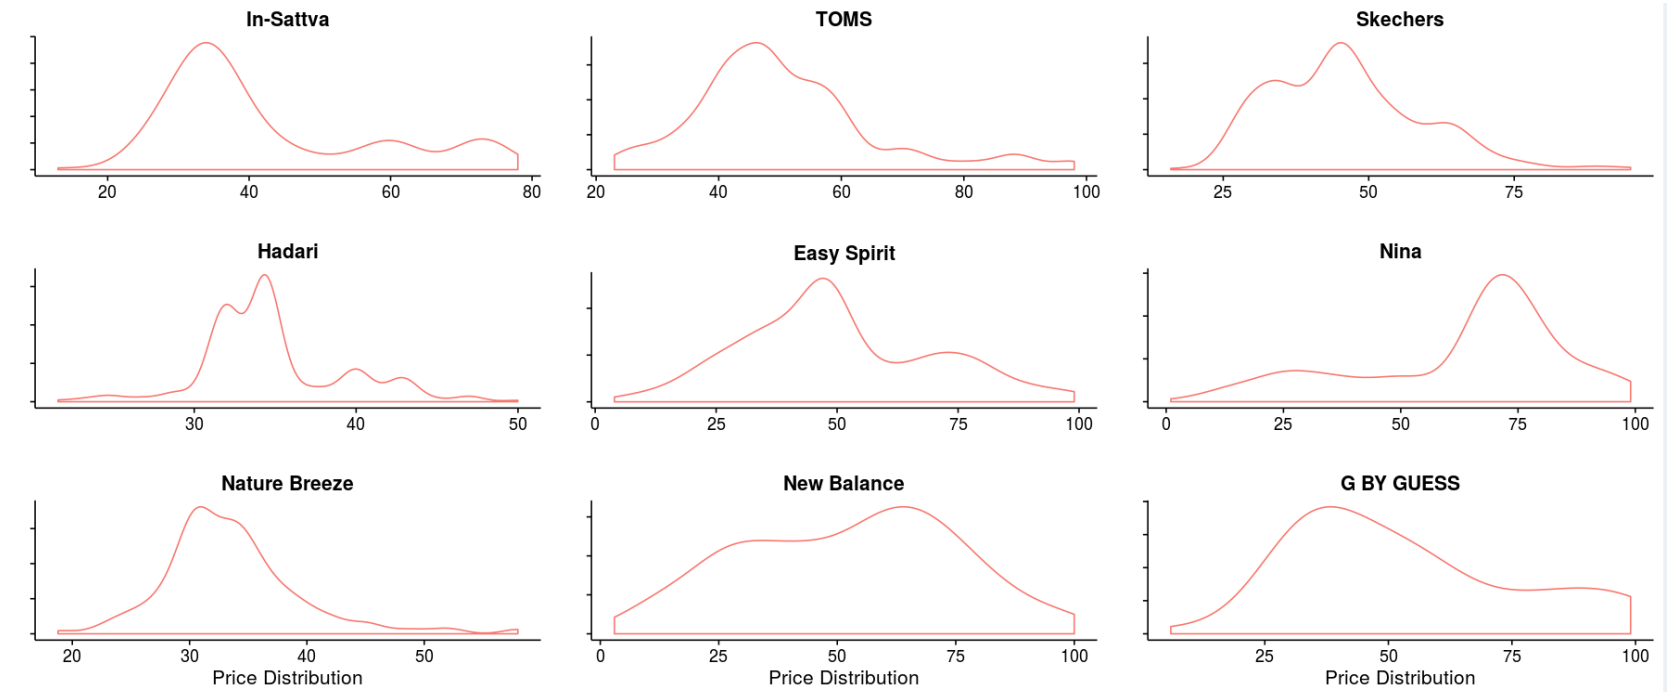 In-Sattva
TOMS
Skechers
20 40 60 80
20 40 60 80 100
25 50 75
Hadari
Easy Spirit
Nina
30 40 50
0 25 50 75 100
0 25 50 75 100
Nature Breeze
New Balance
G BY GUESS
20 30 40 50
0 25 50 75 100
25 50 75 100
Price Distribution
Price Distribution
Price Distribution